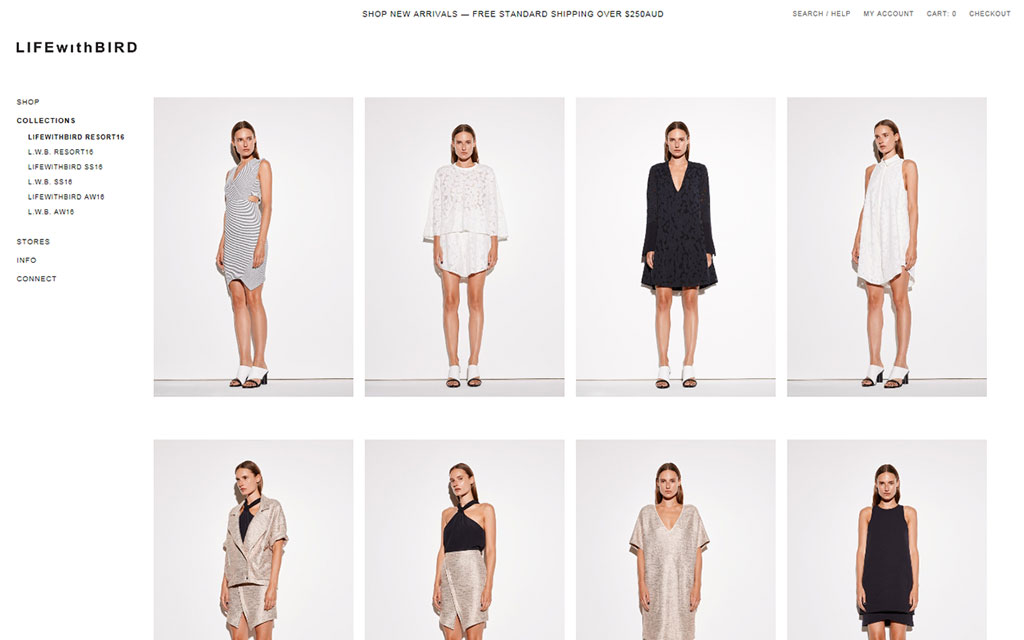 SHOP NEW ARRIVALS — FREE STANDARD SHIPPING OVER $250AUD
SEARCH / HELP MY ACCOUNT CART: 0 CHECKOUT
LIFEwithBIRD
SHOP
COLLECTIONS
LIFEWITHBIRD RESORT16
L.W.B. RESORT16
LIFEWITHBIRD SS16
L.W.B. SS16
LIFEWITHBIRD AW16
L.W.B. AW16
STORES
INFO
CONNECT